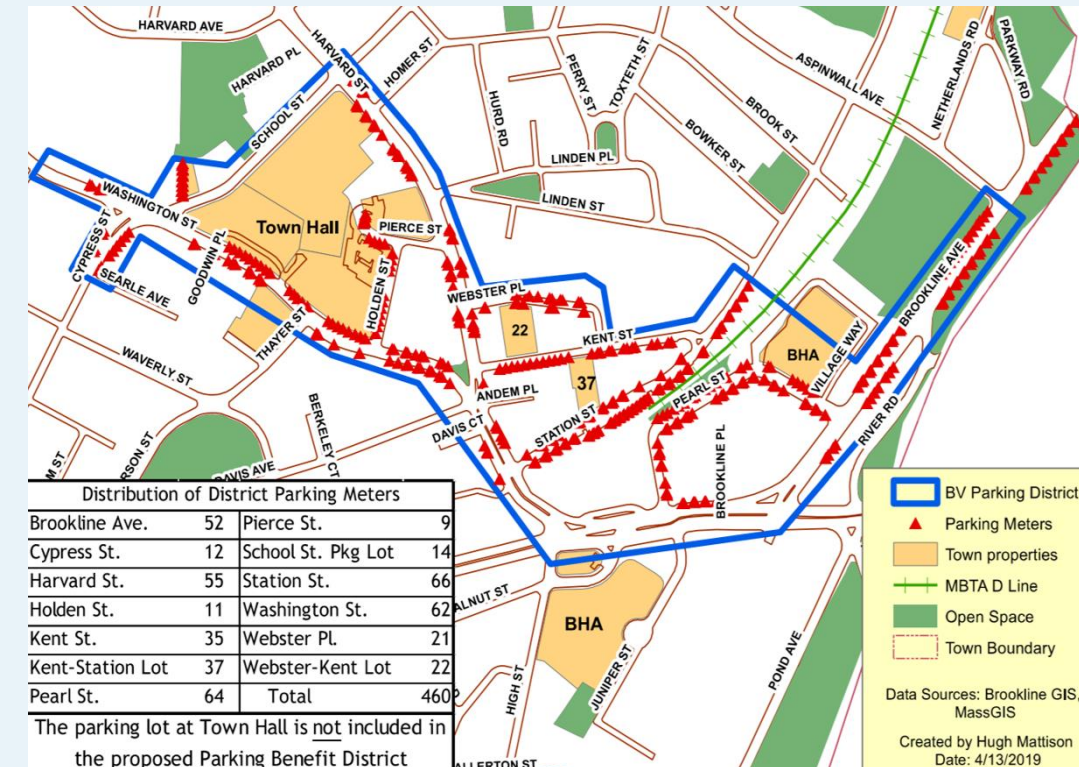 HARVARD AVE
HARVARD PL
HARVARD ST
HOMER ST
SCHOOL ST
HURD RD
PERRY ST
TOXTETH ST
ASPINWALL AVE
NETHERLANDS RD
PARKWAY RD
BROOK ST
BOWKER ST
LINDEN PL
LINDEN ST
WASHINGTON ST
CYPRESS ST
SEARLE AVE
GOODWIN PL
Town Hall
PIERCE ST
HOLDEN ST
THAYER ST
WEBSTER PL
22
KENT ST
37
ANDEM PL
STATION ST
PEARL ST
BHA
VILLAGE WAY
BROOKLINE AVE
RIVER RD
BROOKLINE PL
DAVIS CT
WAVERLY ST
BERKELEY CT
DAVIS AVE
RSON ST
M ST
ALNUT ST
BHA
HIGH ST
JUNIPER ST
POND AVE
ALLERTON ST
Distribution of District Parking Meters
Brookline Ave. 52 Pierce St. 9
Cypress St. 12 School St. Pkg Lot 14
Harvard St. 55 Station St. 66
Holden St. 11 Washington St. 62
Kent St. 35 Webster Pl. 21
Kent-Station Lot 37 Webster-Kent Lot 22
Pearl St. 64 Total 460
The parking lot at Town Hall is not included in
the proposed Parking Benefit District
BV Parking District
Parking Meters
Town properties
MBTA D Line
Open Space
Town Boundary
Data Sources: Brookline GIS,
MassGIS
Created by Hugh Mattison
Date: 4/13/2019